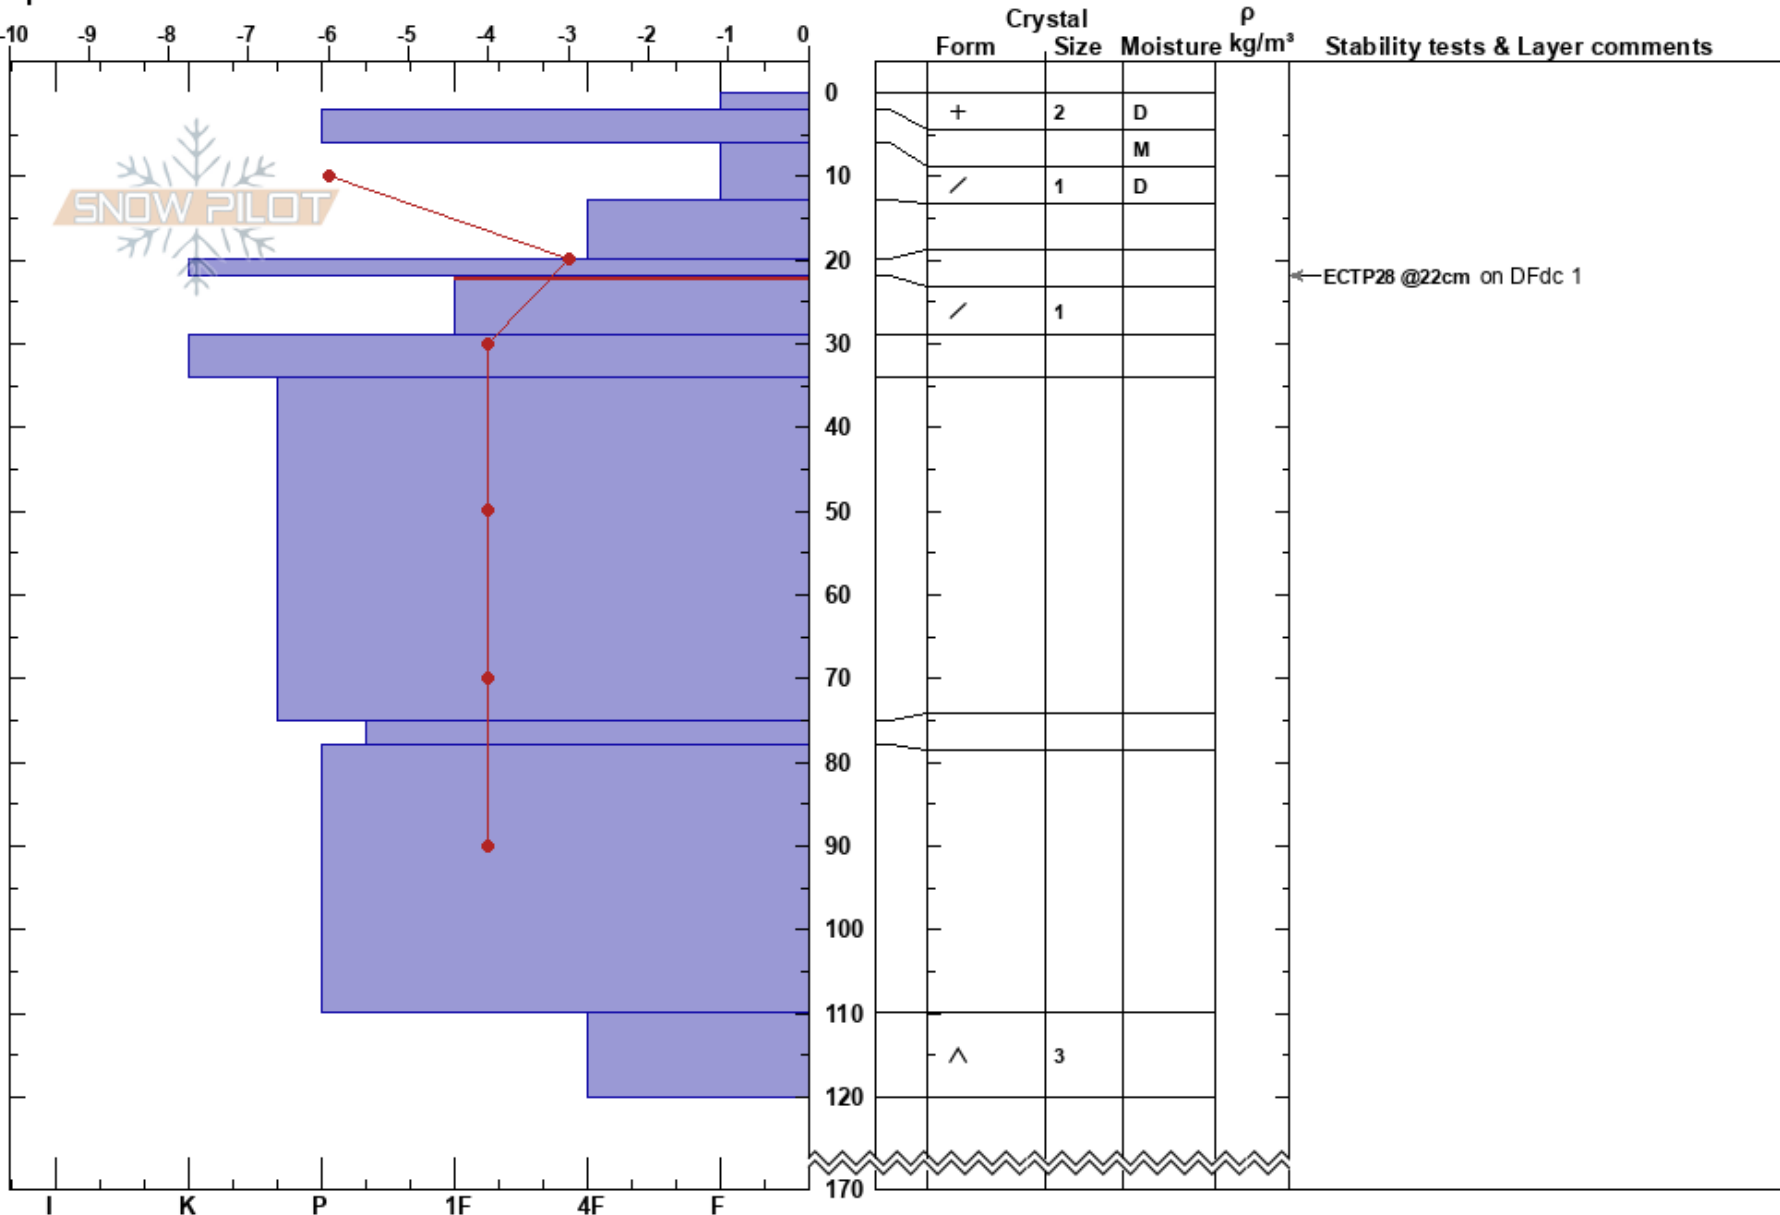 -10 -9 -8 -7 -6 -5 -4 -3 -2 -1 0
Crystal ρ
Form Size Moisture kg/m³ Stability tests & Layer comments
0
+ 2 D
M
10
/ 1 D
SNOW PILOT
20
ECTP28 @22cm on DFdc 1
/ 1
30
40
50
60
70
80
90
100
110
∧ 3
120
170
I K P 1F 4F F